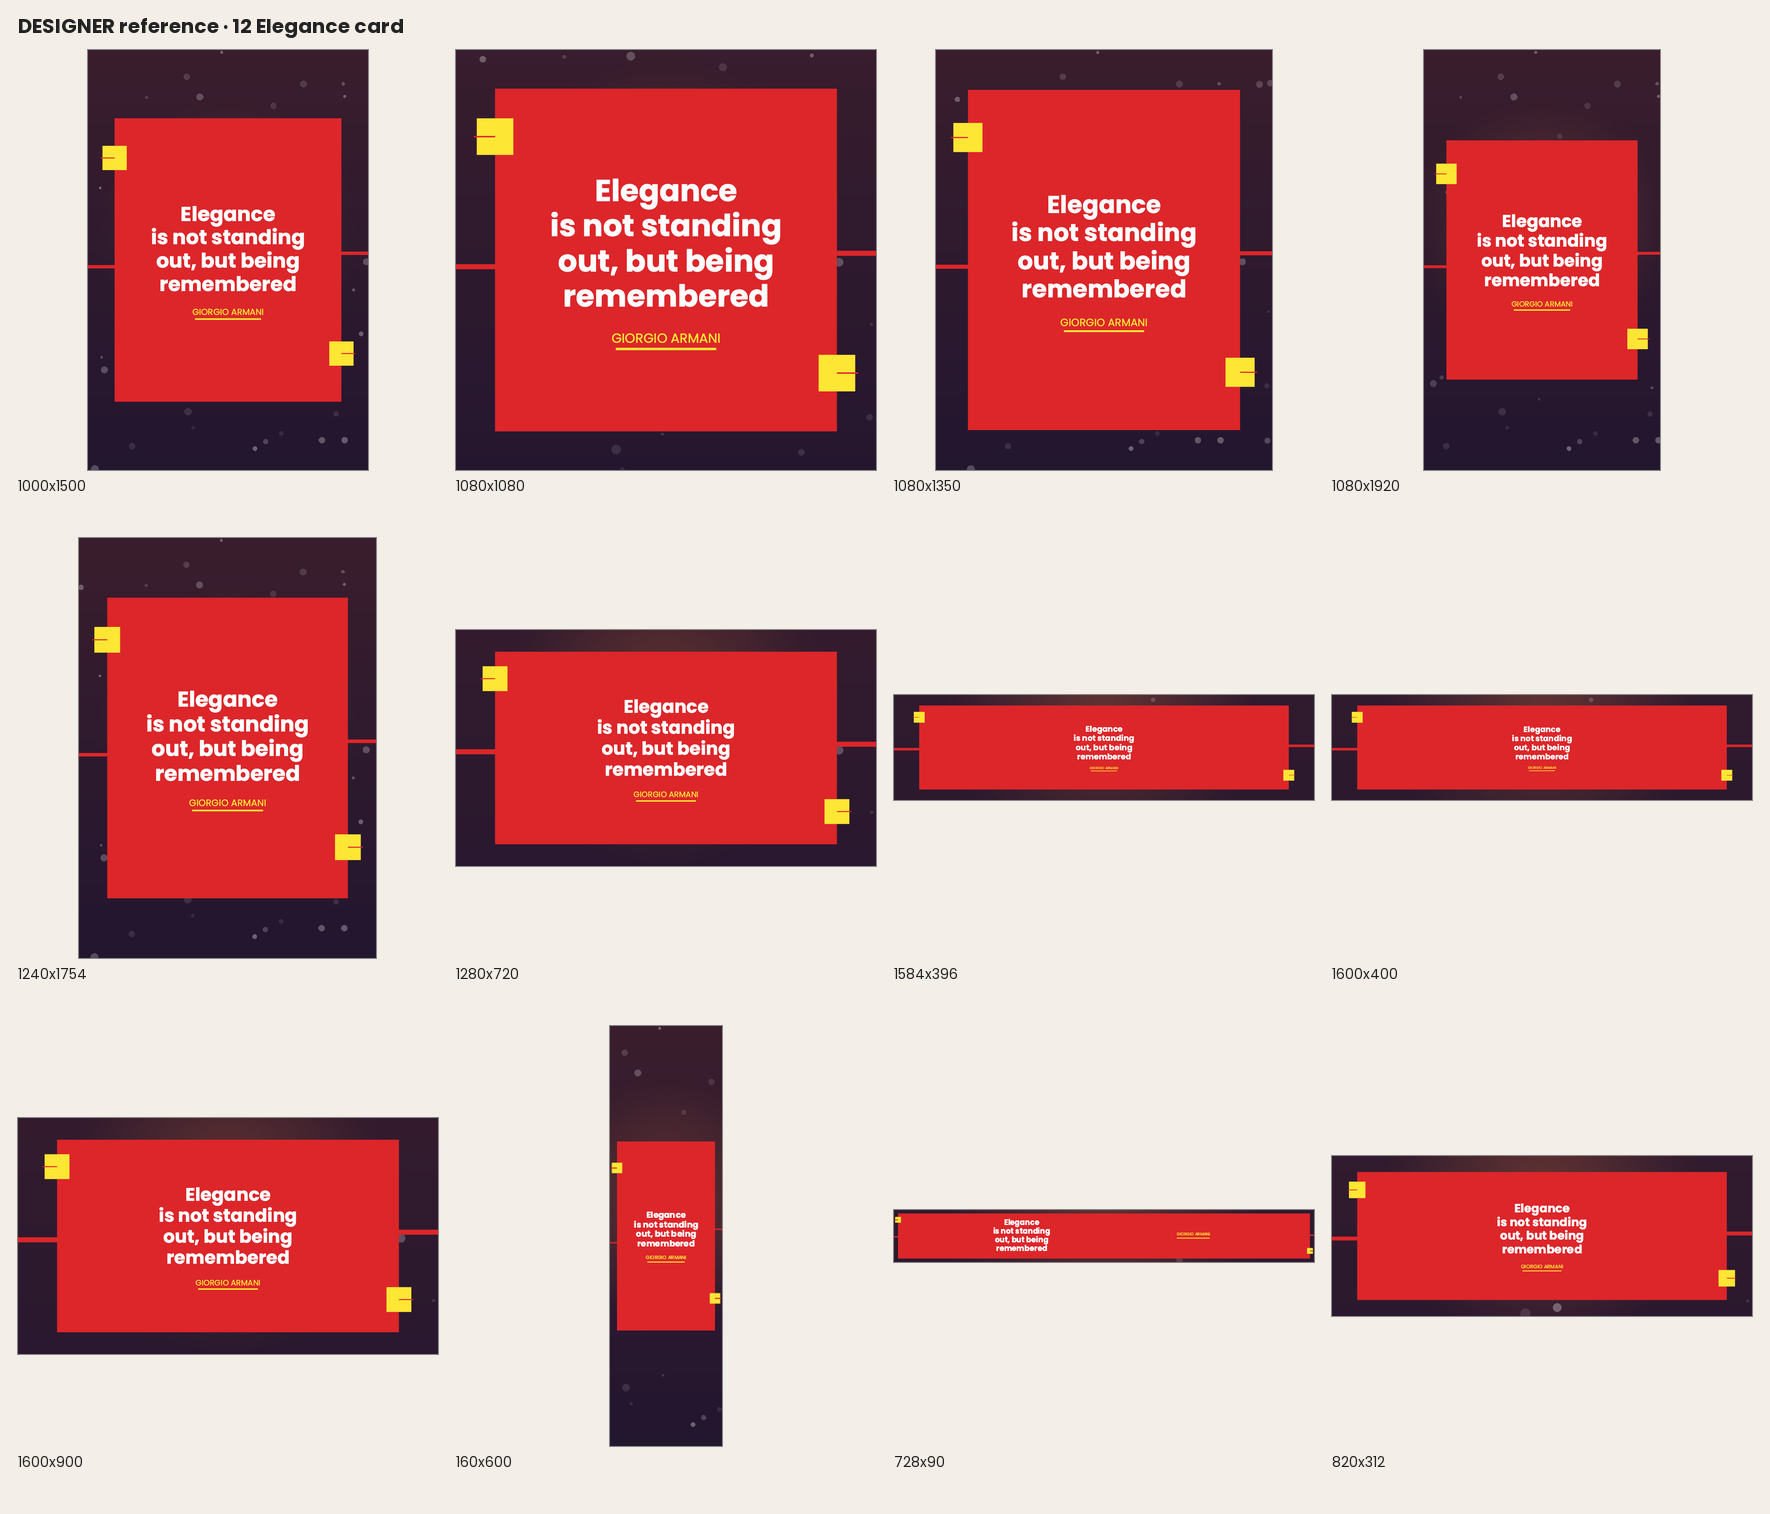 DESIGNER reference · 12 Elegance card
Elegance
is not standing
out, but being
remembered
GIORGIO ARMANI
1000x1500
Elegance
is not standing
out, but being
remembered
GIORGIO ARMANI
1080x1080
Elegance
is not standing
out, but being
remembered
GIORGIO ARMANI
1080x1350
Elegance
is not standing
out, but being
remembered
GIORGIO ARMANI
1080x1920
Elegance
is not standing
out, but being
remembered
GIORGIO ARMANI
1240x1754
Elegance
is not standing
out, but being
remembered
GIORGIO ARMANI
1280x720
Elegance
is not standing
out, but being
remembered
GIORGIO ARMANI
1584x396
Elegance
is not standing
out, but being
remembered
GIORGIO ARMANI
1600x400
Elegance
is not standing
out, but being
remembered
GIORGIO ARMANI
1600x900
Elegance
is not standing
out, but being
remembered
GIORGIO ARMANI
160x600
Elegance
is not standing
out, but being
remembered
GIORGIO ARMANI
728x90
Elegance
is not standing
out, but being
remembered
GIORGIO ARMANI
820x312